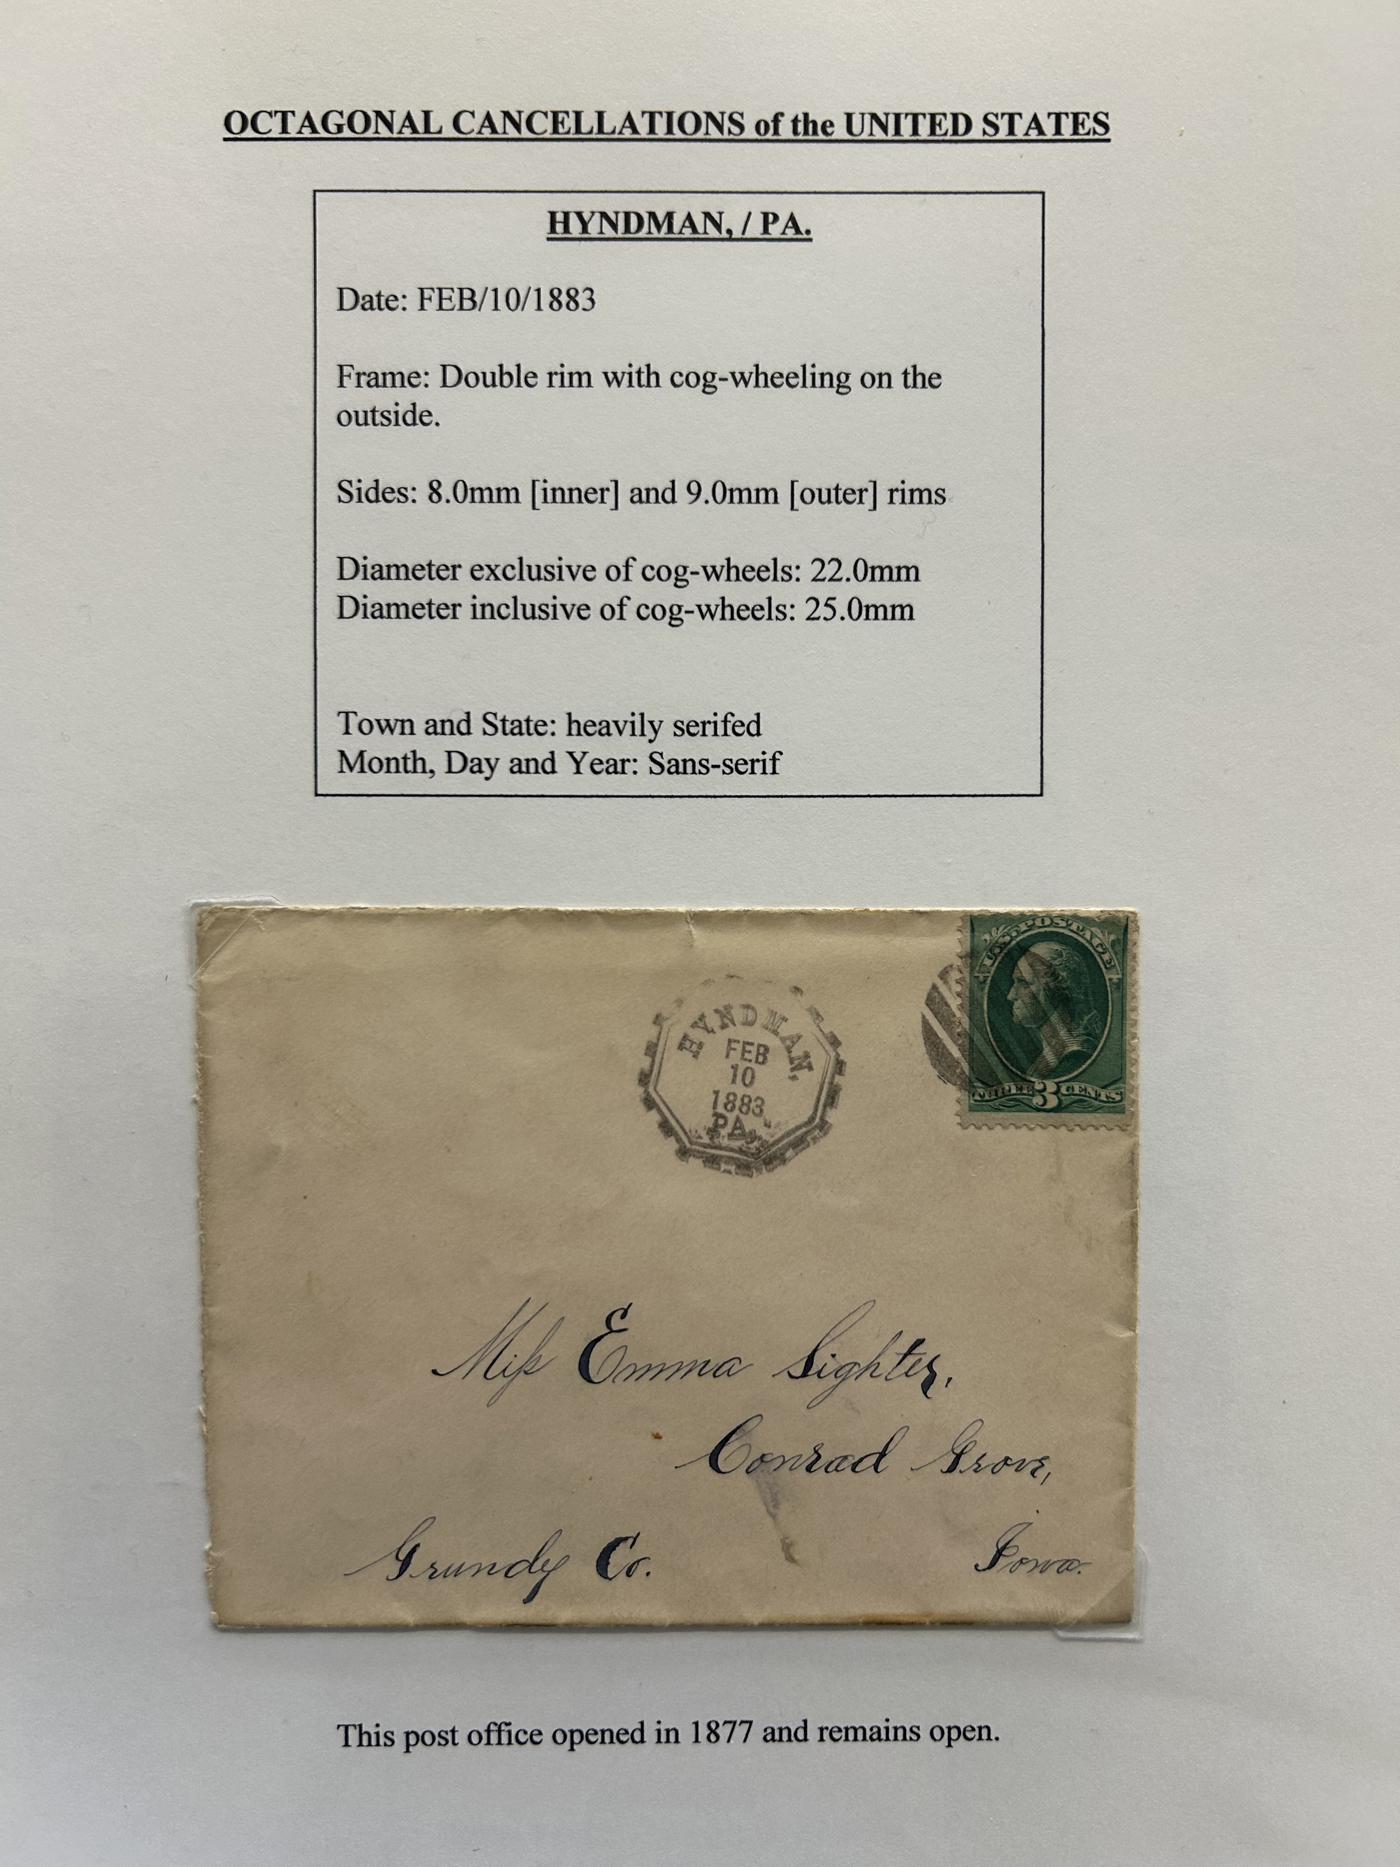 OCTAGONAL CANCELLATIONS of the UNITED STATES
HYNDMAN, / PA.
Date: FEB/10/1883
Frame: Double rim with cog-wheeling on the
outside.
Sides: 8.0mm [inner] and 9.0mm [outer] rims
Diameter exclusive of cog-wheels: 22.0mm
Diameter inclusive of cog-wheels: 25.0mm
Town and State: heavily serifed
Month, Day and Year: Sans-serif
U.S. POSTAGE
THREE 3 CENTS
HYNDMAN,
FEB
10
1883
PA.
Miss Emma Sighter,
Conrad Grove,
Grundy Co. Iowa.
This post office opened in 1877 and remains open.